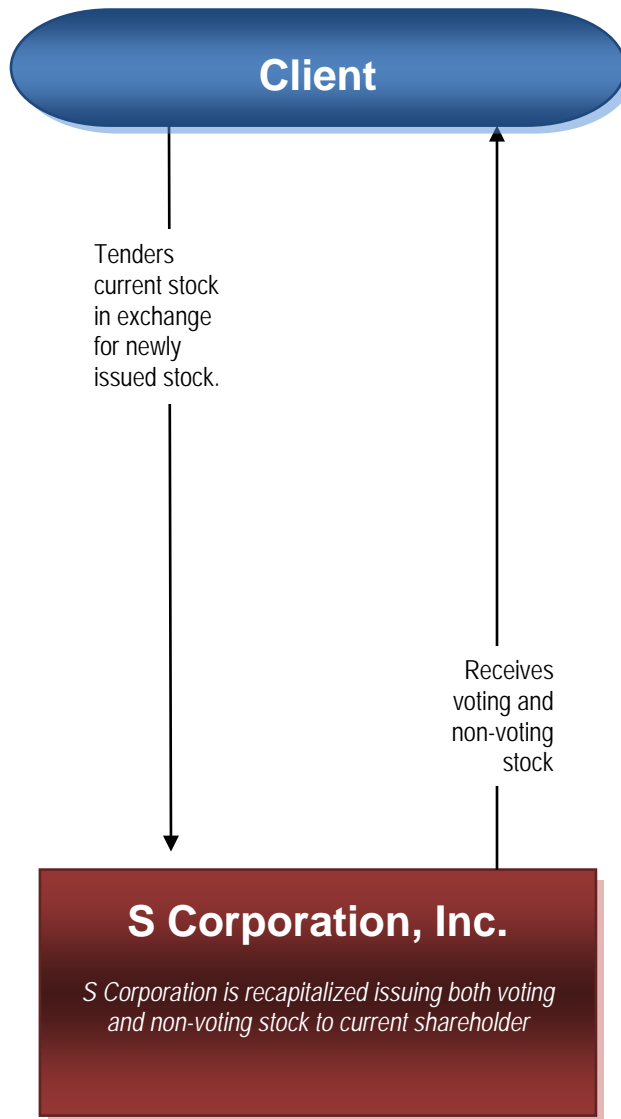 Client
Tenders
current stock
in exchange
for newly
issued stock.
Receives
voting and
non-voting
stock
S Corporation, Inc.
S Corporation is recapitalized issuing both voting
and non-voting stock to current shareholder